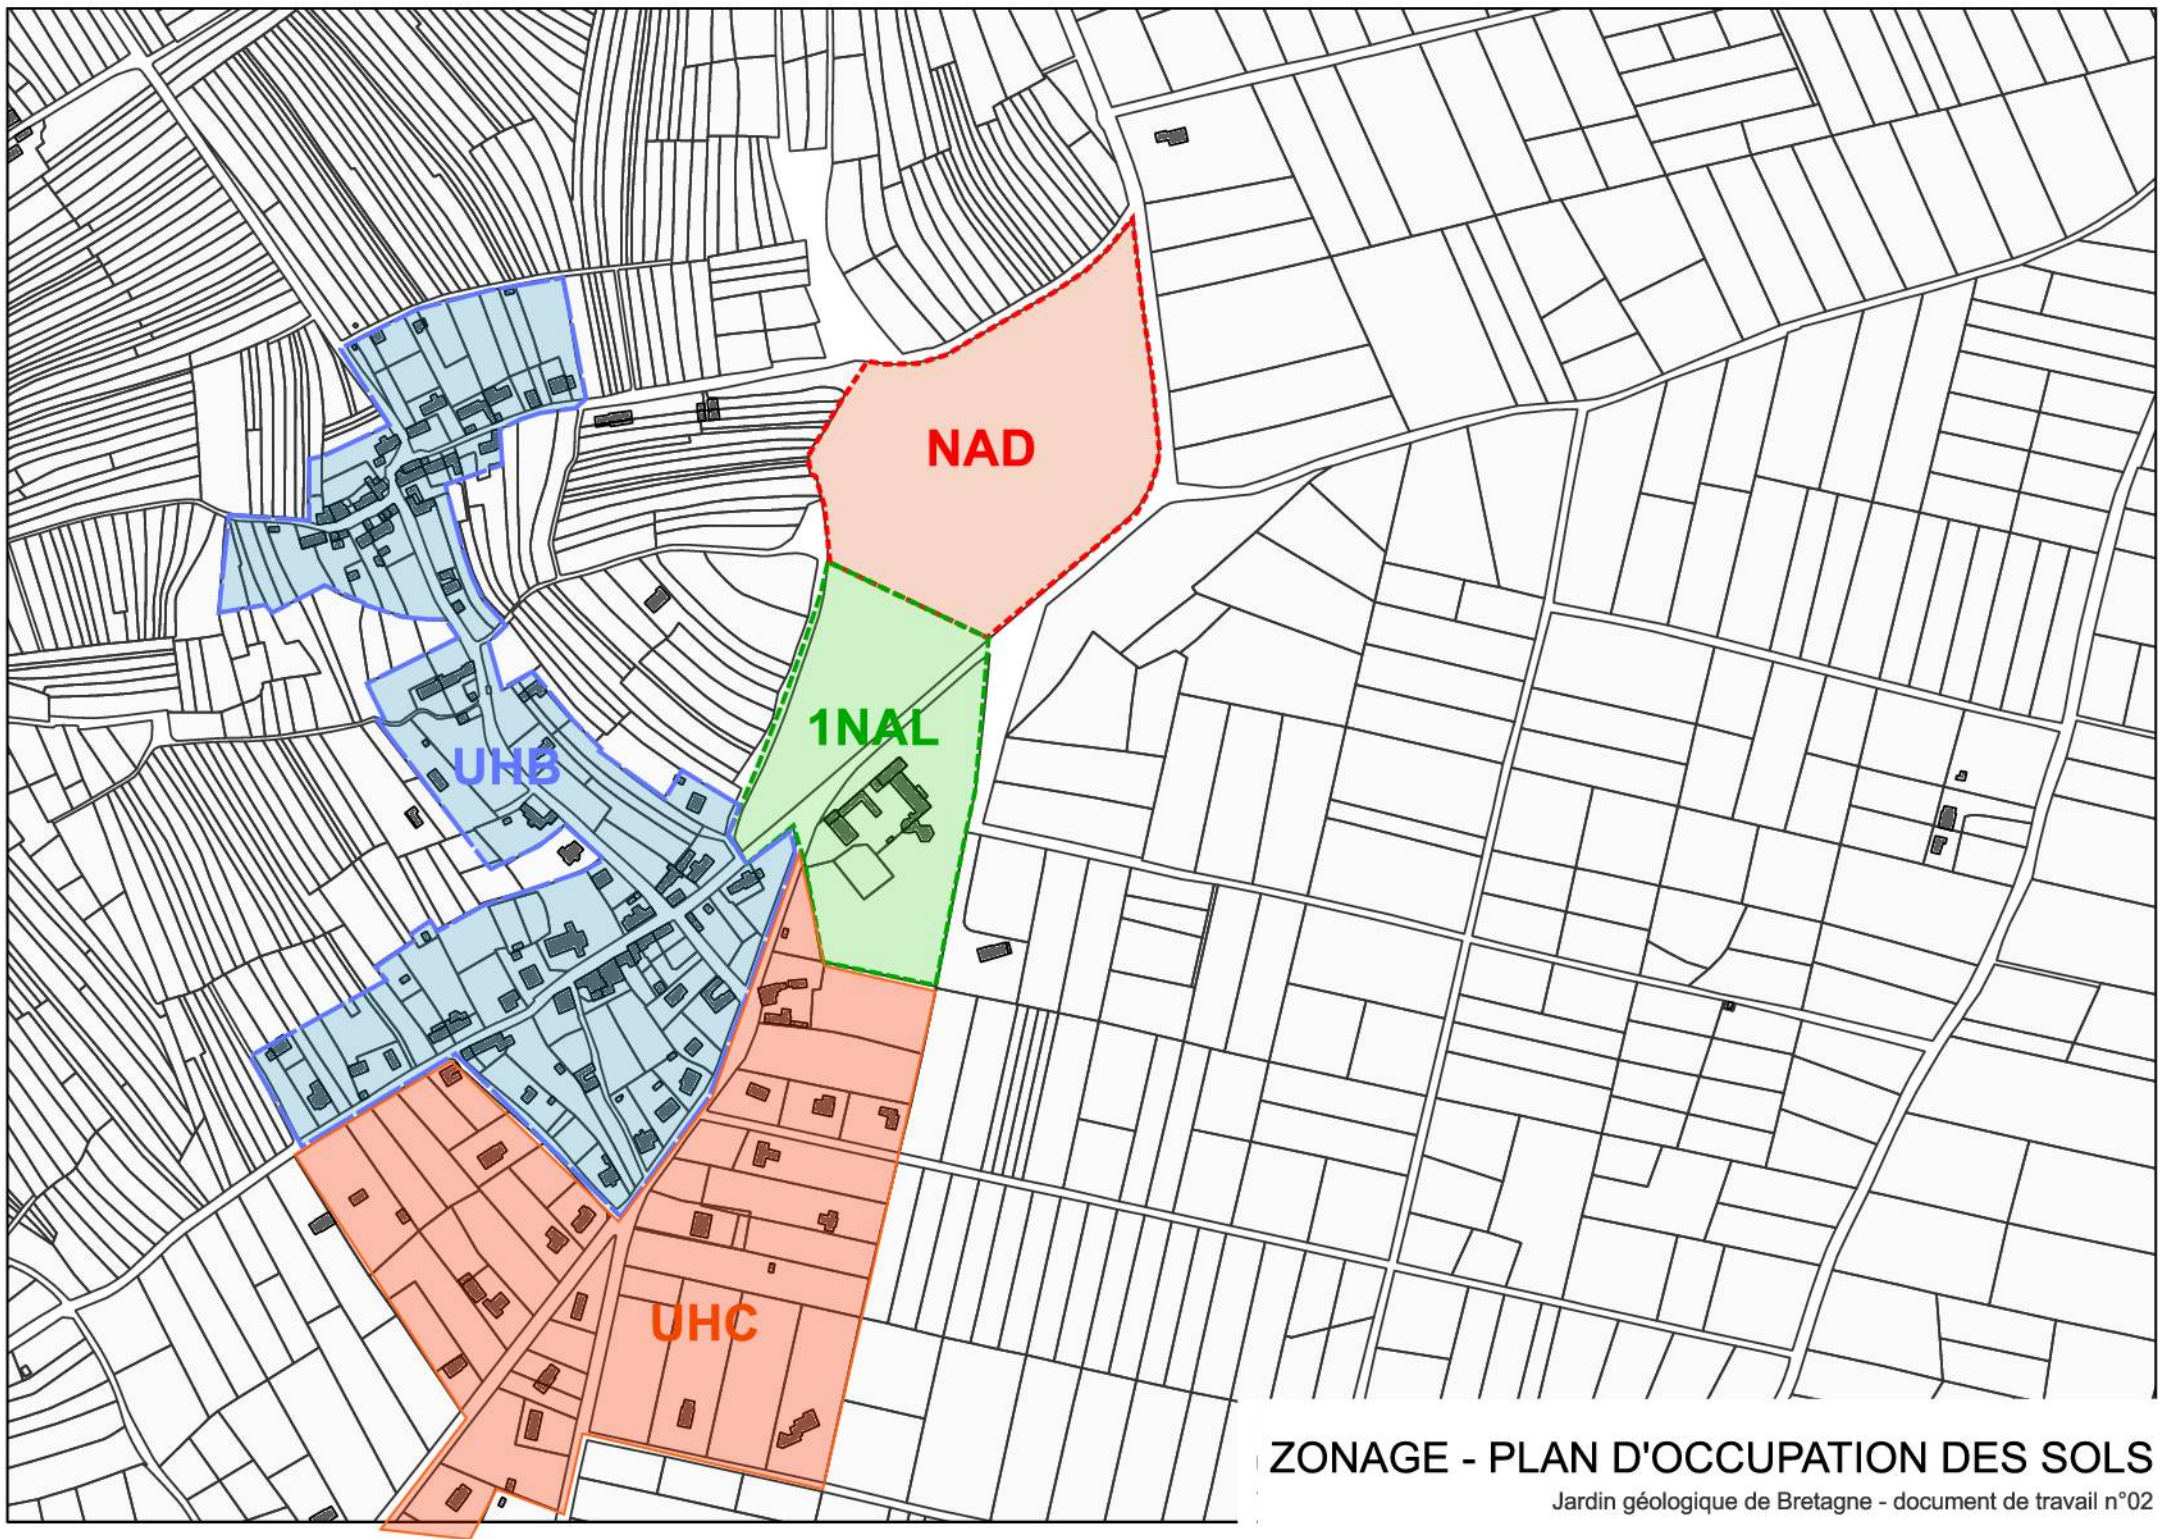 NAD
1NAL
UHB
UHC
ZONAGE - PLAN D'OCCUPATION DES SOLS
Jardin géologique de Bretagne - document de travail n°02